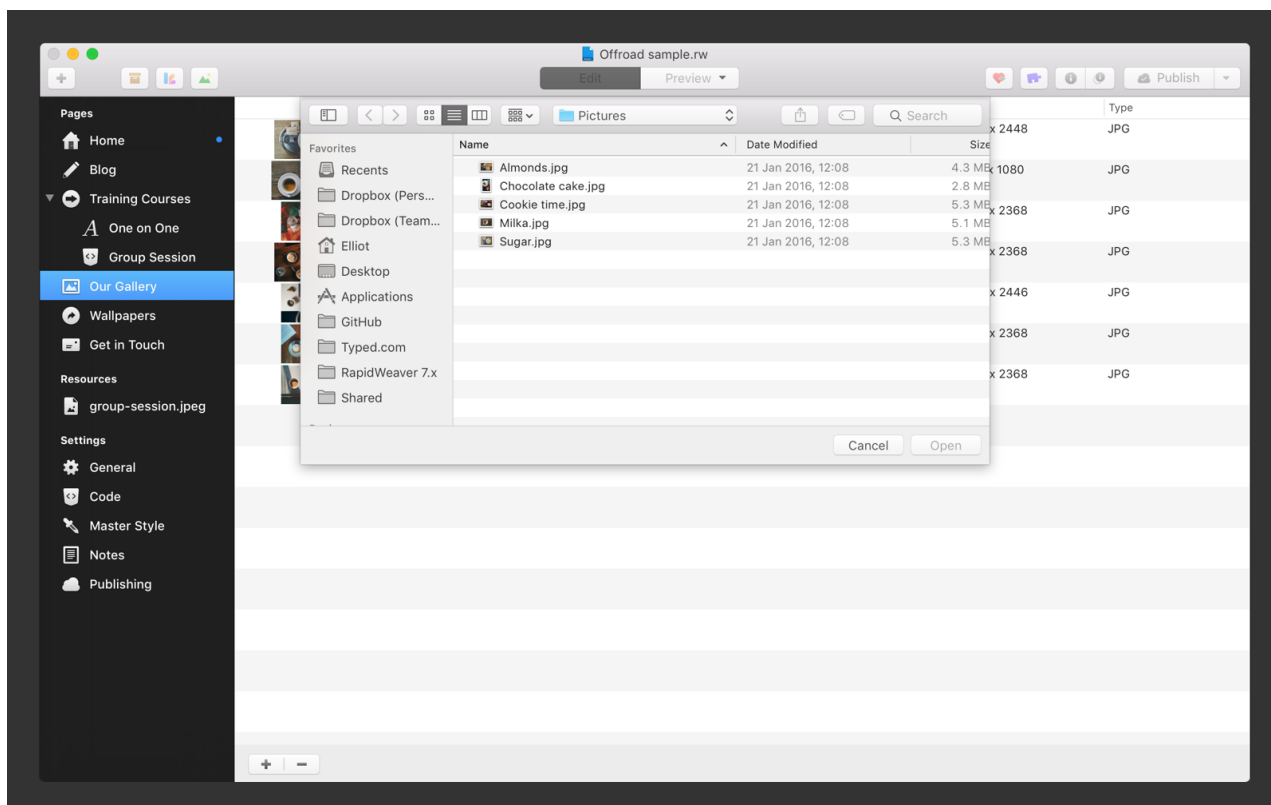 Offroad sample.rw
Edit Preview Publish
Pages
Home
Blog
Training Courses
One on One
Group Session
Our Gallery
Wallpapers
Get in Touch
Resources
group-session.jpeg
Settings
General
Code
Master Style
Notes
Publishing
Pictures Search
Favorites
Recents
Dropbox (Pers...
Dropbox (Team...
Elliot
Desktop
Applications
GitHub
Typed.com
RapidWeaver 7.x
Shared
Name Date Modified Size
Almonds.jpg 21 Jan 2016, 12:08 4.3 MB
Chocolate cake.jpg 21 Jan 2016, 12:08 2.8 MB
Cookie time.jpg 21 Jan 2016, 12:08 5.3 MB
Milka.jpg 21 Jan 2016, 12:08 5.1 MB
Sugar.jpg 21 Jan 2016, 12:08 5.3 MB
Cancel Open
Type
x 2448 JPG
x 1080 JPG
x 2368 JPG
x 2368 JPG
x 2446 JPG
x 2368 JPG
x 2368 JPG